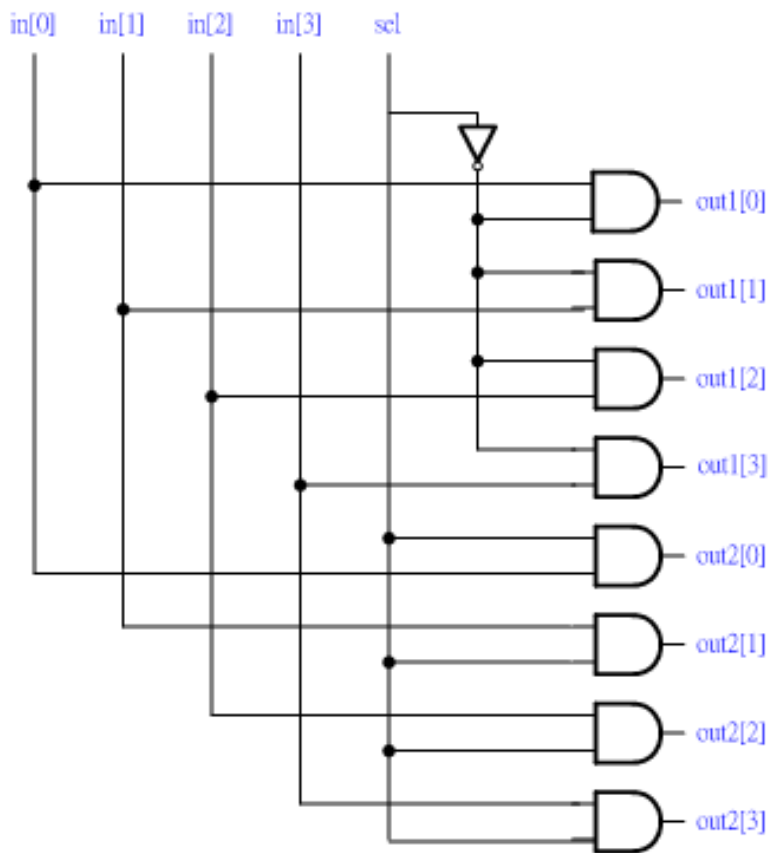 in[0] in[1] in[2] in[3] sel
out1[0]
out1[1]
out1[2]
out1[3]
out2[0]
out2[1]
out2[2]
out2[3]